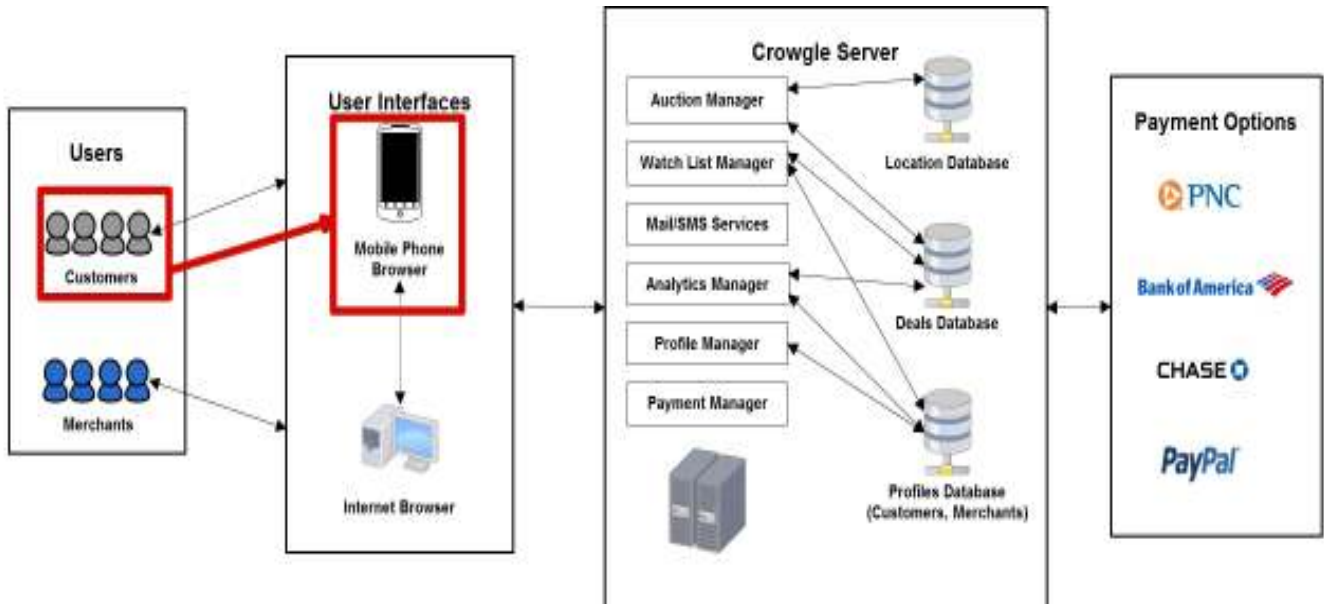 Users
Customers
Merchants
User Interfaces
Mobile Phone
Browser
Internet Browser
Crowgle Server
Auction Manager
Watch List Manager
Mail/SMS Services
Analytics Manager
Profile Manager
Payment Manager
Location Database
Deals Database
Profiles Database
(Customers, Merchants)
Payment Options
PNC
Bank of America
CHASE
PayPal